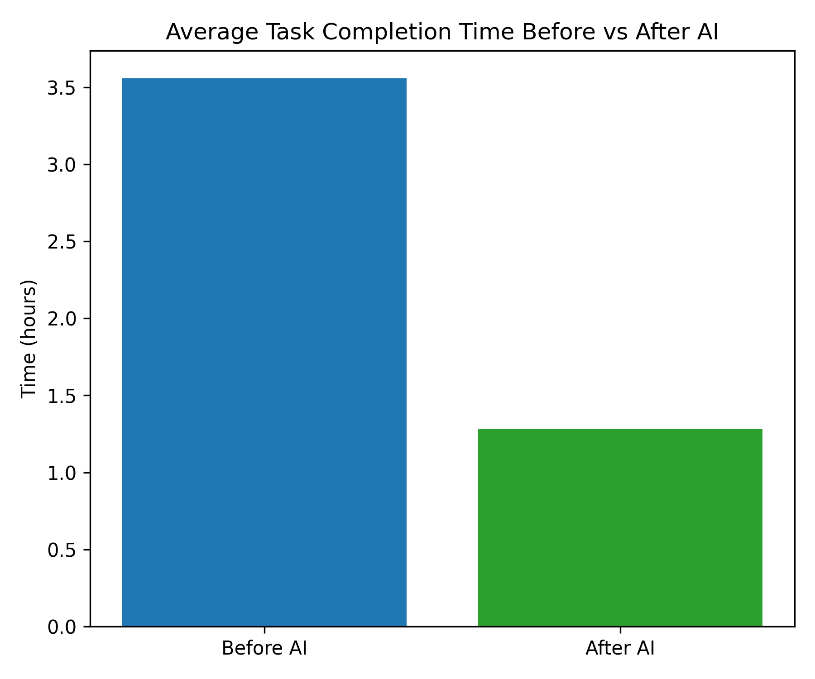 Average Task Completion Time Before vs After AI
3.5
3.0
2.5
2.0
1.5
1.0
0.5
0.0
Time (hours)
Before AI
After AI